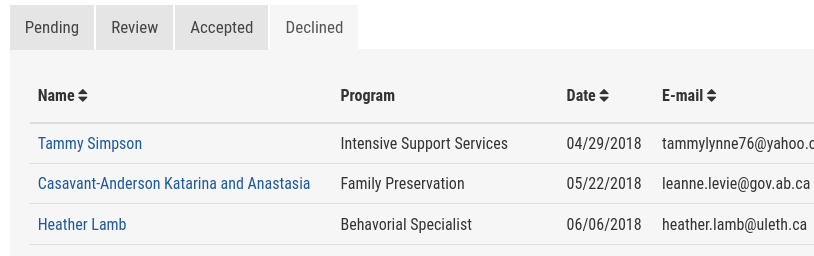 Pending Review Accepted Declined
Name Program Date E-mail
Tammy Simpson Intensive Support Services 04/29/2018 tammylynne76@yahoo.c
Casavant-Anderson Katarina and Anastasia Family Preservation 05/22/2018 leanne.levie@gov.ab.ca
Heather Lamb Behavorial Specialist 06/06/2018 heather.lamb@uleth.ca